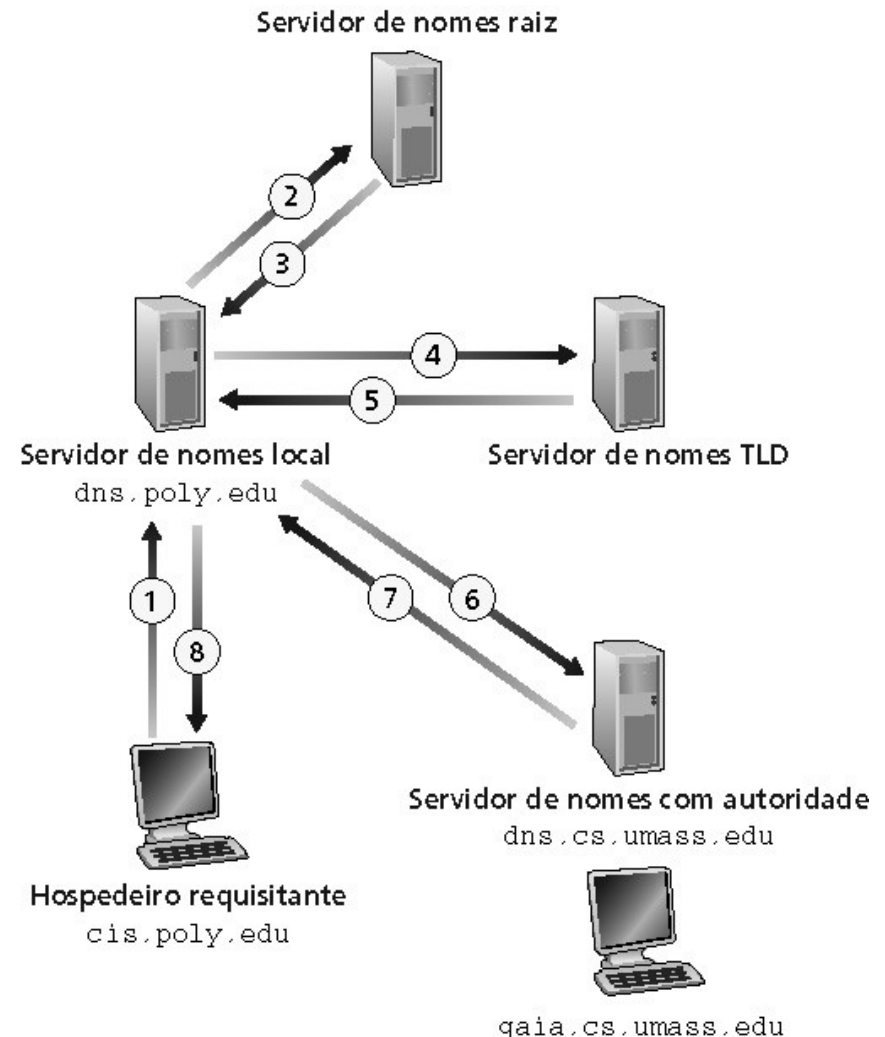 Servidor de nomes raiz
2
3
4
5
Servidor de nomes local
dns.poly.edu
Servidor de nomes TLD
1
8
7
6
Hospedeiro requisitante
cis.poly.edu
Servidor de nomes com autoridade
dns.cs.umass.edu
gaia.cs.umass.edu